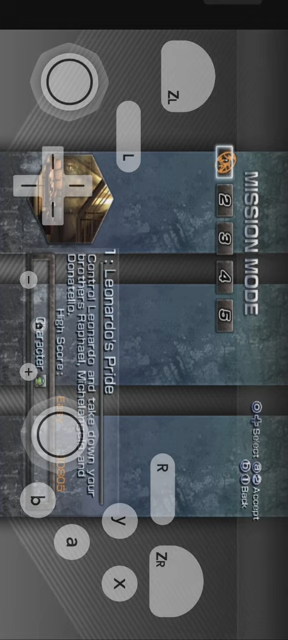 MISSION MODE
2
3
4
5
Select
Accept
Back
1: Leonardo's Pride
Control Leonardo and take down your
brothers, Raphael, Michelangelo and
Donatello.
High Score:
ZL
L
R
ZR
y
x
b
a
+
−